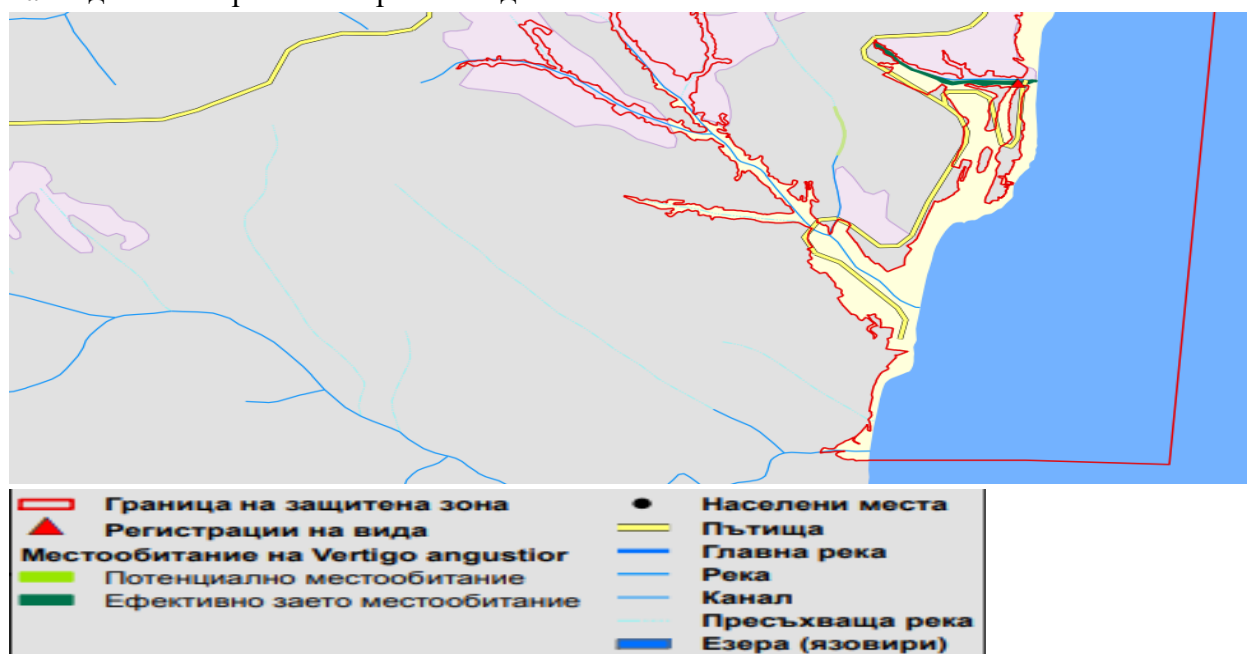 Граница на защитена зона
Регистрации на вида
Местообитание на Vertigo angustior
Потенциално местообитание
Ефективно заето местообитание
Населени места
Пътища
Главна река
Река
Канал
Пресъхваща река
Езера (язовири)